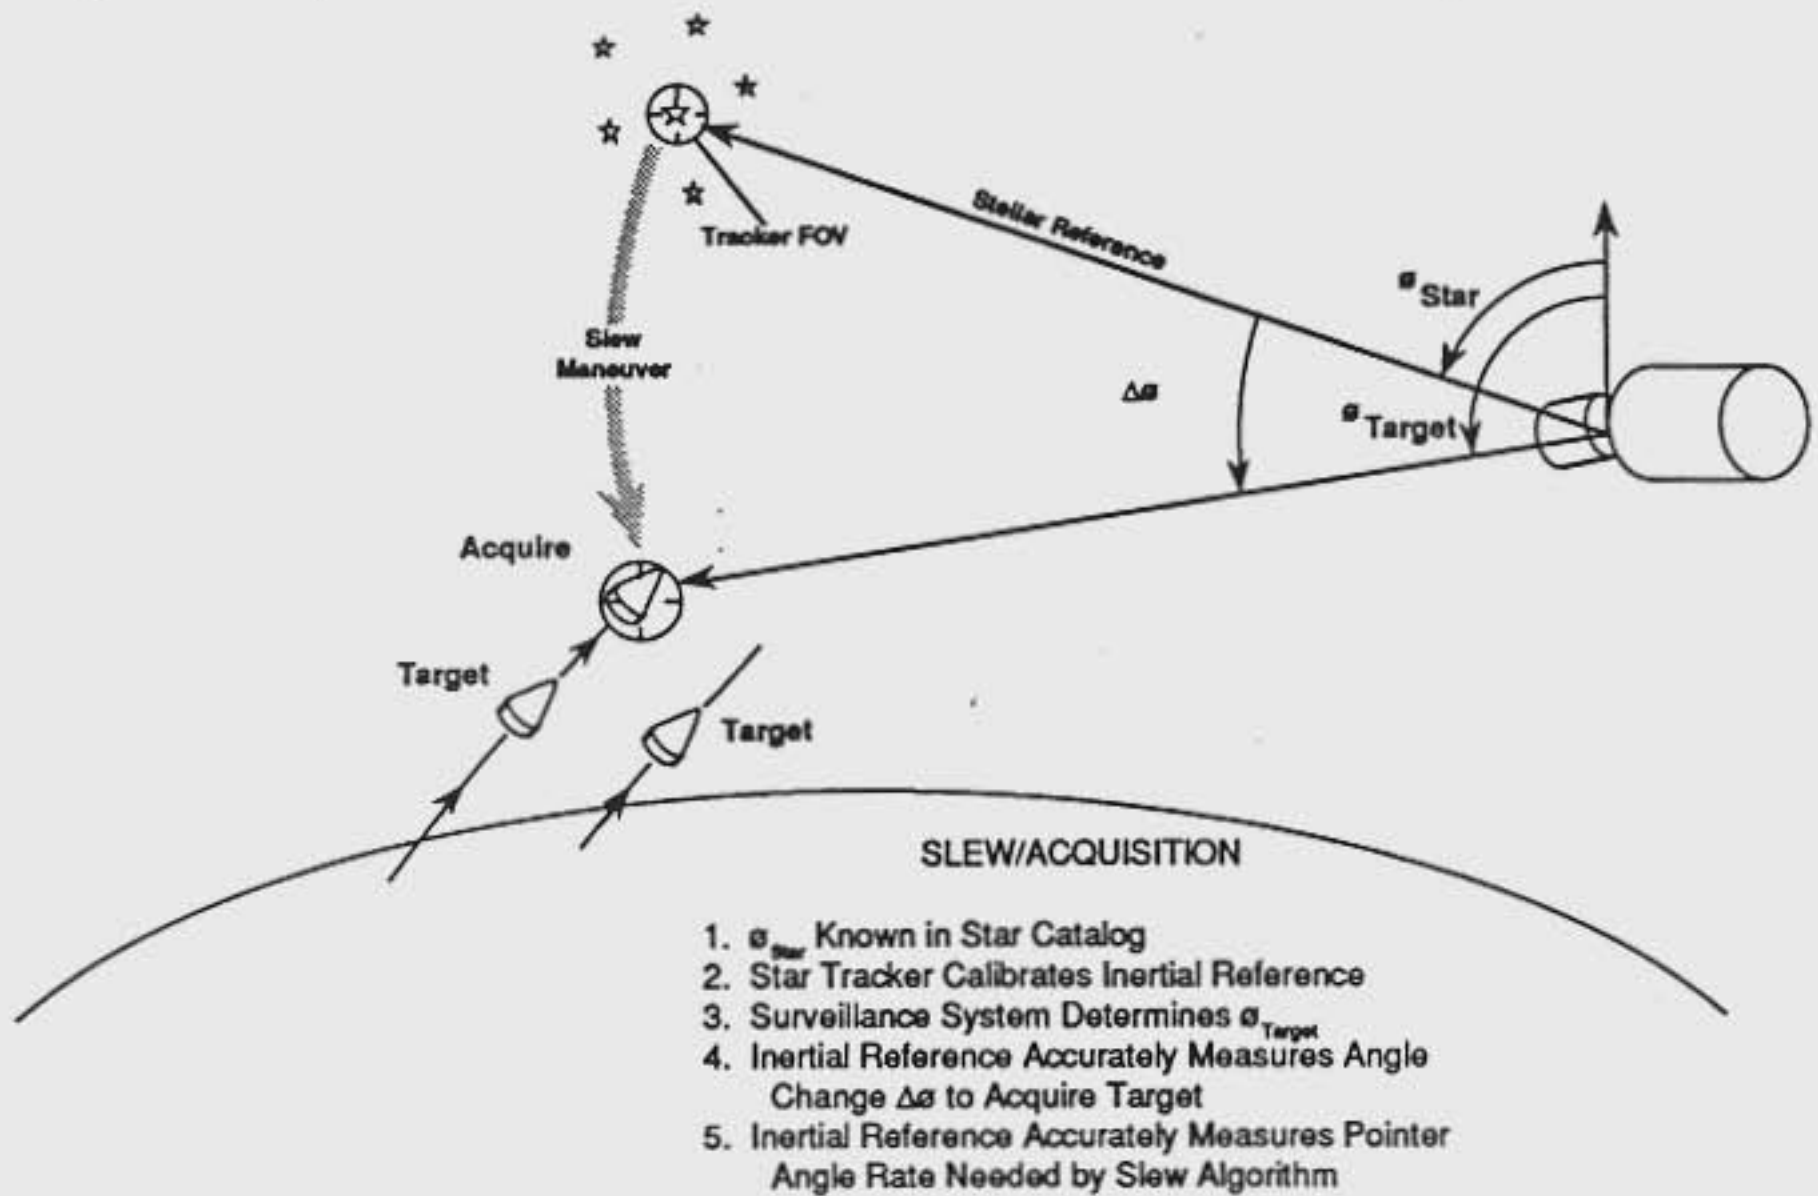 Tracker FOV
Stellar Reference
ø Star
Slew
Maneuver
Δø
ø Target
Acquire
Target
Target
SLEW/ACQUISITION
1. ø Star Known in Star Catalog
2. Star Tracker Calibrates Inertial Reference
3. Surveillance System Determines ø Target
4. Inertial Reference Accurately Measures Angle
Change Δø to Acquire Target
5. Inertial Reference Accurately Measures Pointer
Angle Rate Needed by Slew Algorithm